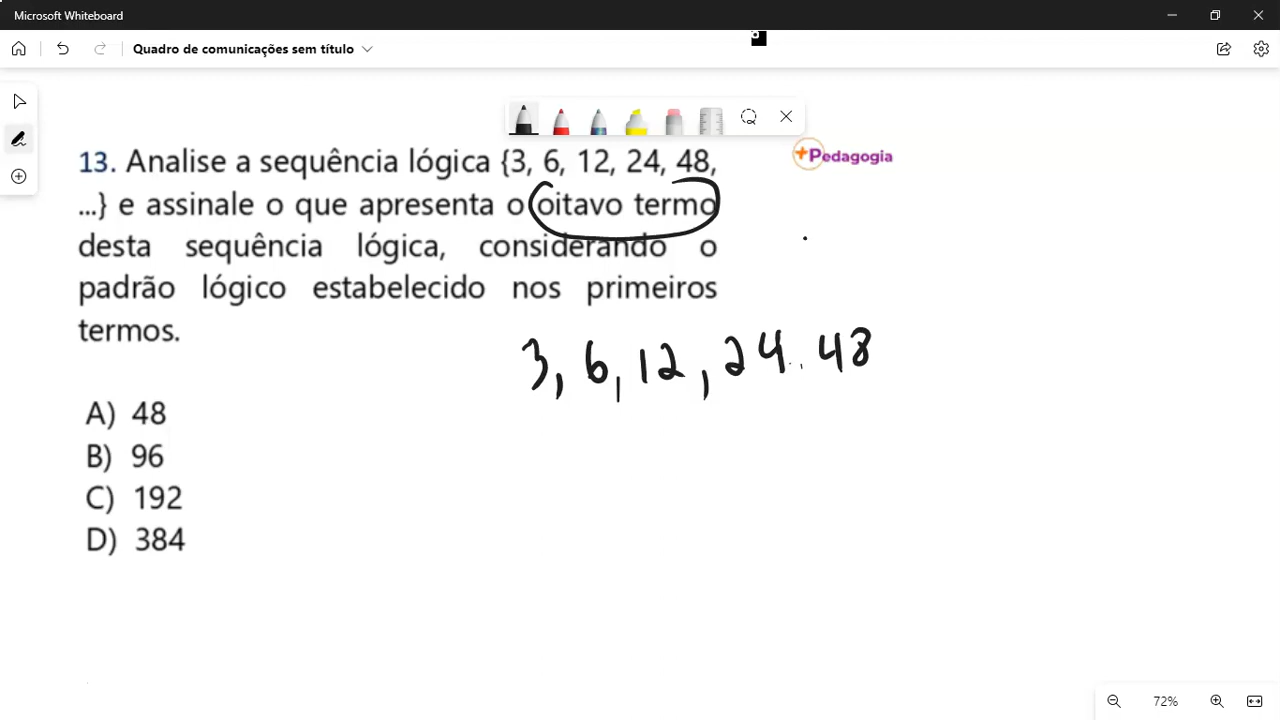 Microsoft Whiteboard
Quadro de comunicações sem título
13. Analise a sequência lógica {3, 6, 12, 24, 48,
...} e assinale o que apresenta o oitavo termo
desta sequência lógica, considerando o
padrão lógico estabelecido nos primeiros
termos.
+Pedagogia
3, 6, 12, 24, 48
A) 48
B) 96
C) 192
D) 384
72%